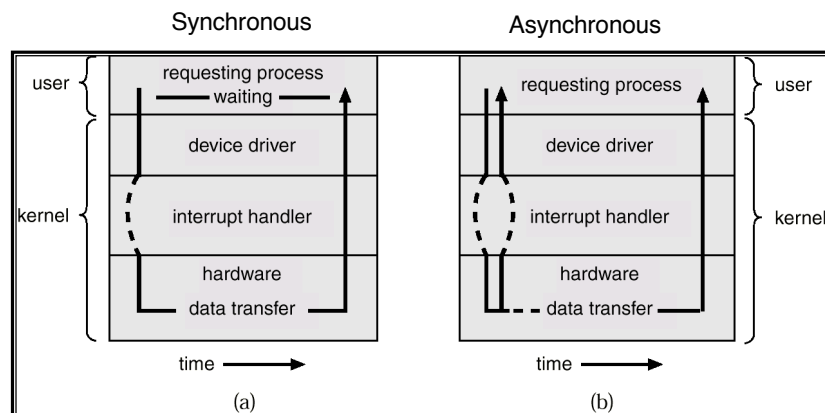 Synchronous
Asynchronous
user
requesting process
waiting
device driver
kernel
interrupt handler
hardware
data transfer
time
(a)
requesting process
user
device driver
interrupt handler
kernel
hardware
data transfer
time
(b)